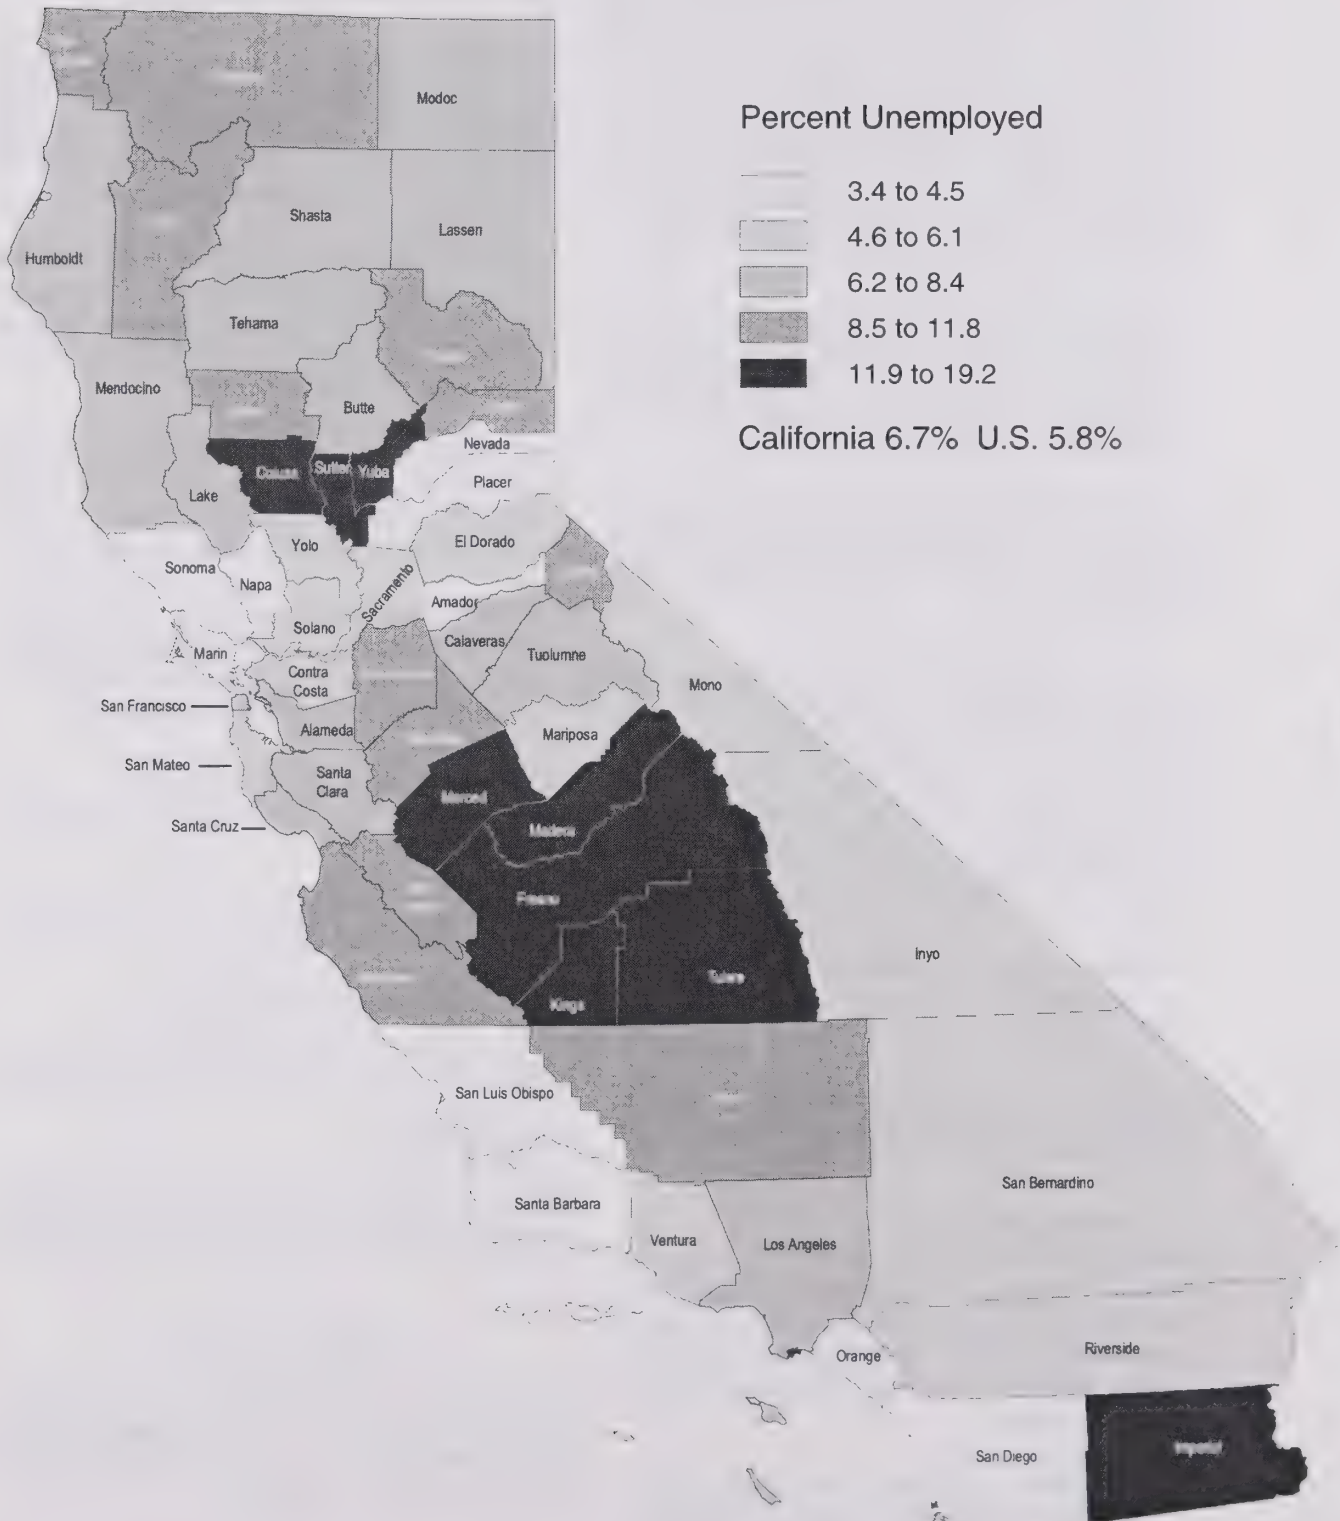 Modoc
Percent Unemployed
3.4 to 4.5
Shasta
Lassen
4.6 to 6.1
Humboldt
6.2 to 8.4
Tehama
8.5 to 11.8
Mendocino
11.9 to 19.2
Butte
California 6.7% U.S. 5.8%
Nevada
Colusa
Sutter
Yuba
Placer
Lake
Yolo
El Dorado
Sonoma
Napa
Sacramento
Amador
Solano
Calaveras
Marin
Tuolumne
Contra
Costa
Mono
San Francisco
Alameda
Mariposa
San Mateo
Santa
Clara
Merced
Santa Cruz
Madera
Fresno
Inyo
Tulare
Kings
San Luis Obispo
San Bernardino
Santa Barbara
Ventura
Los Angeles
Orange
Riverside
San Diego
Imperial